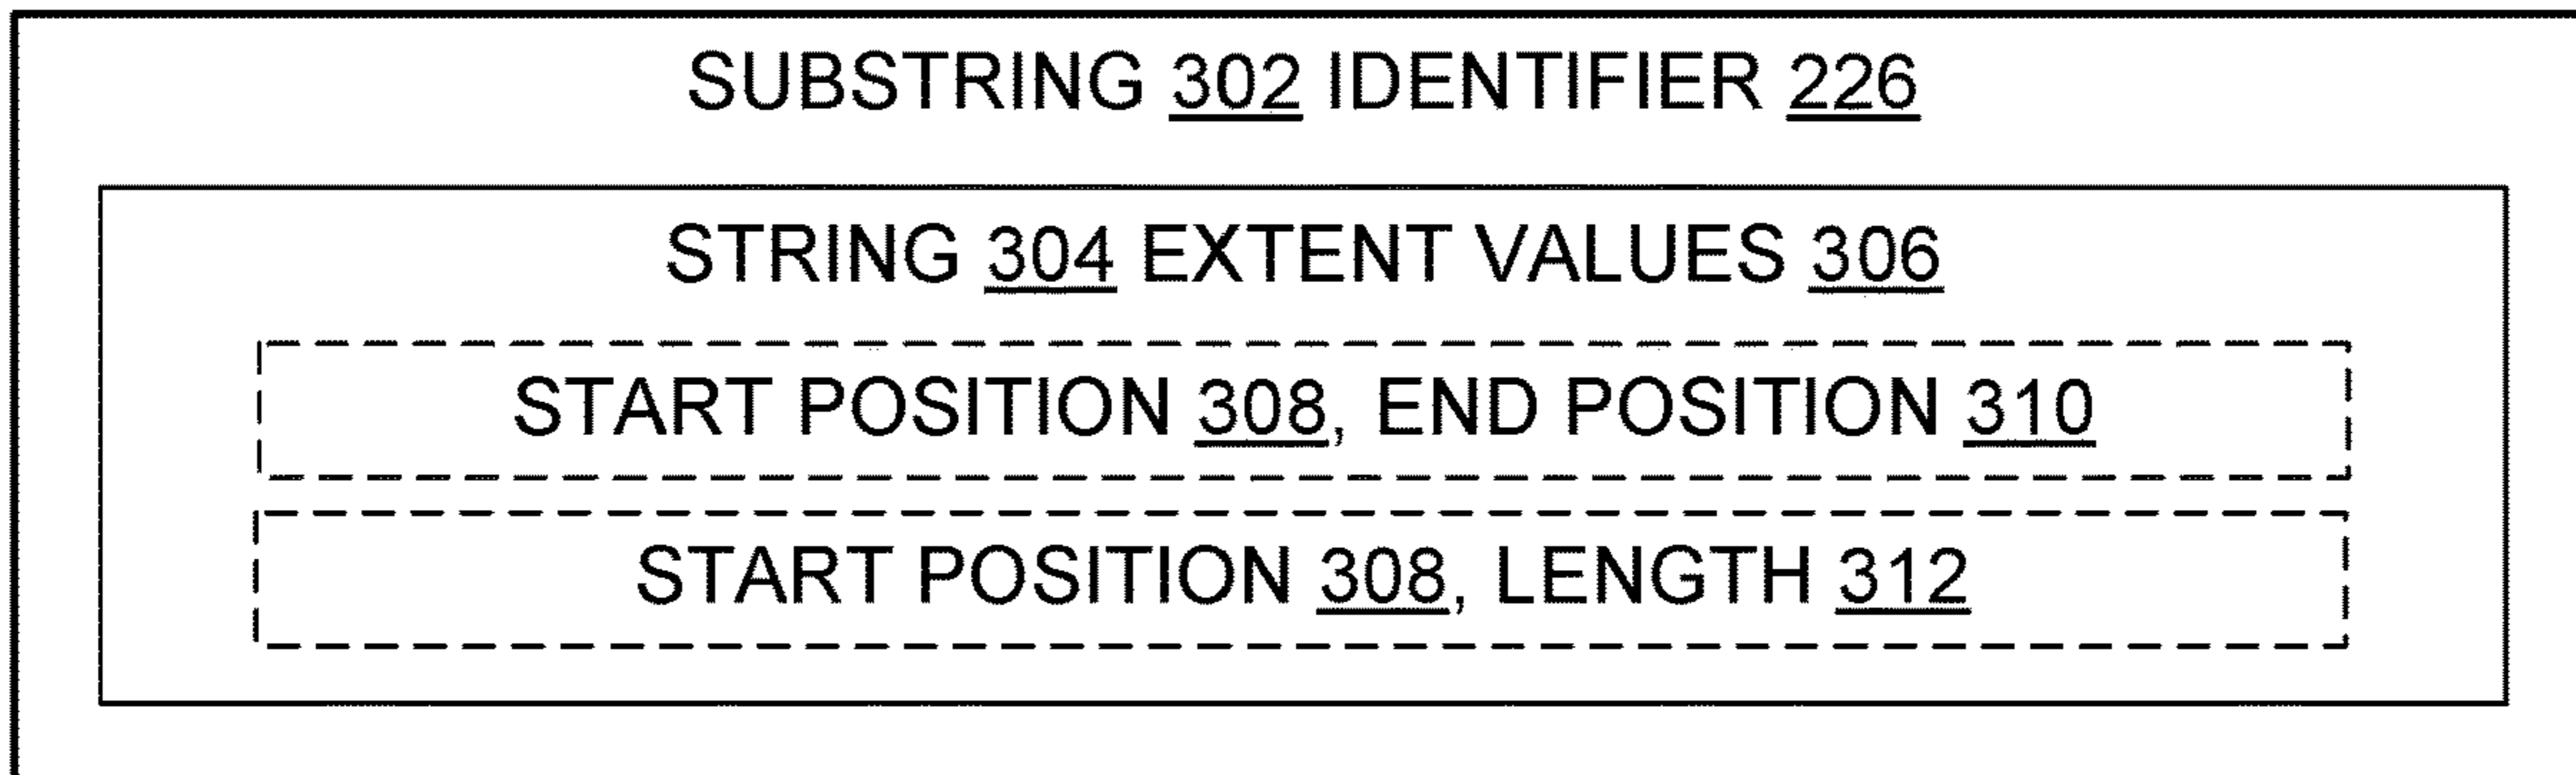 SUBSTRING 302 IDENTIFIER 226
STRING 304 EXTENT VALUES 306
START POSITION 308, END POSITION 310
START POSITION 308, LENGTH 312